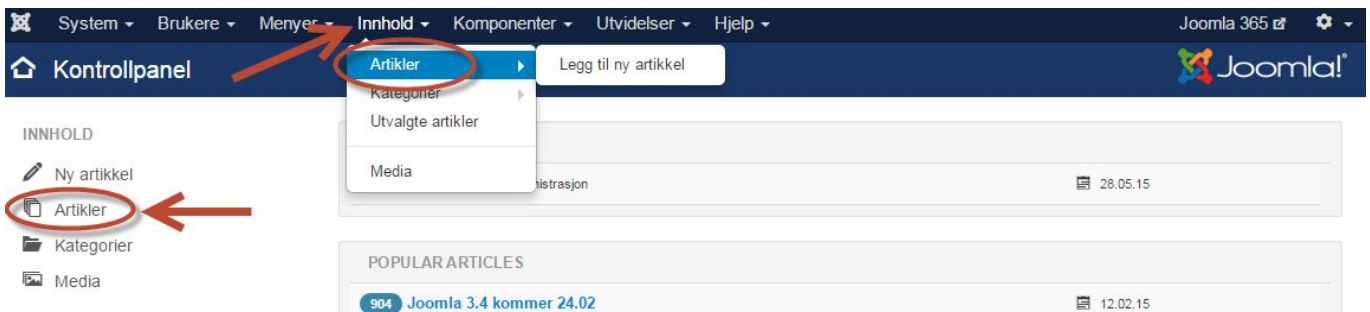 System Brukere Menyer Innhold Komponenter Utvidelser Hjelp Joomla 365
Kontrollpanel
Joomla!
Artikler
Legg til ny artikkel
Kategorier
Utvalgte artikler
Media
INNHOLD
Ny artikkel
Artikler
Kategorier
Media
28.05.15
POPULAR ARTICLES
904 Joomla 3.4 kommer 24.02 12.02.15